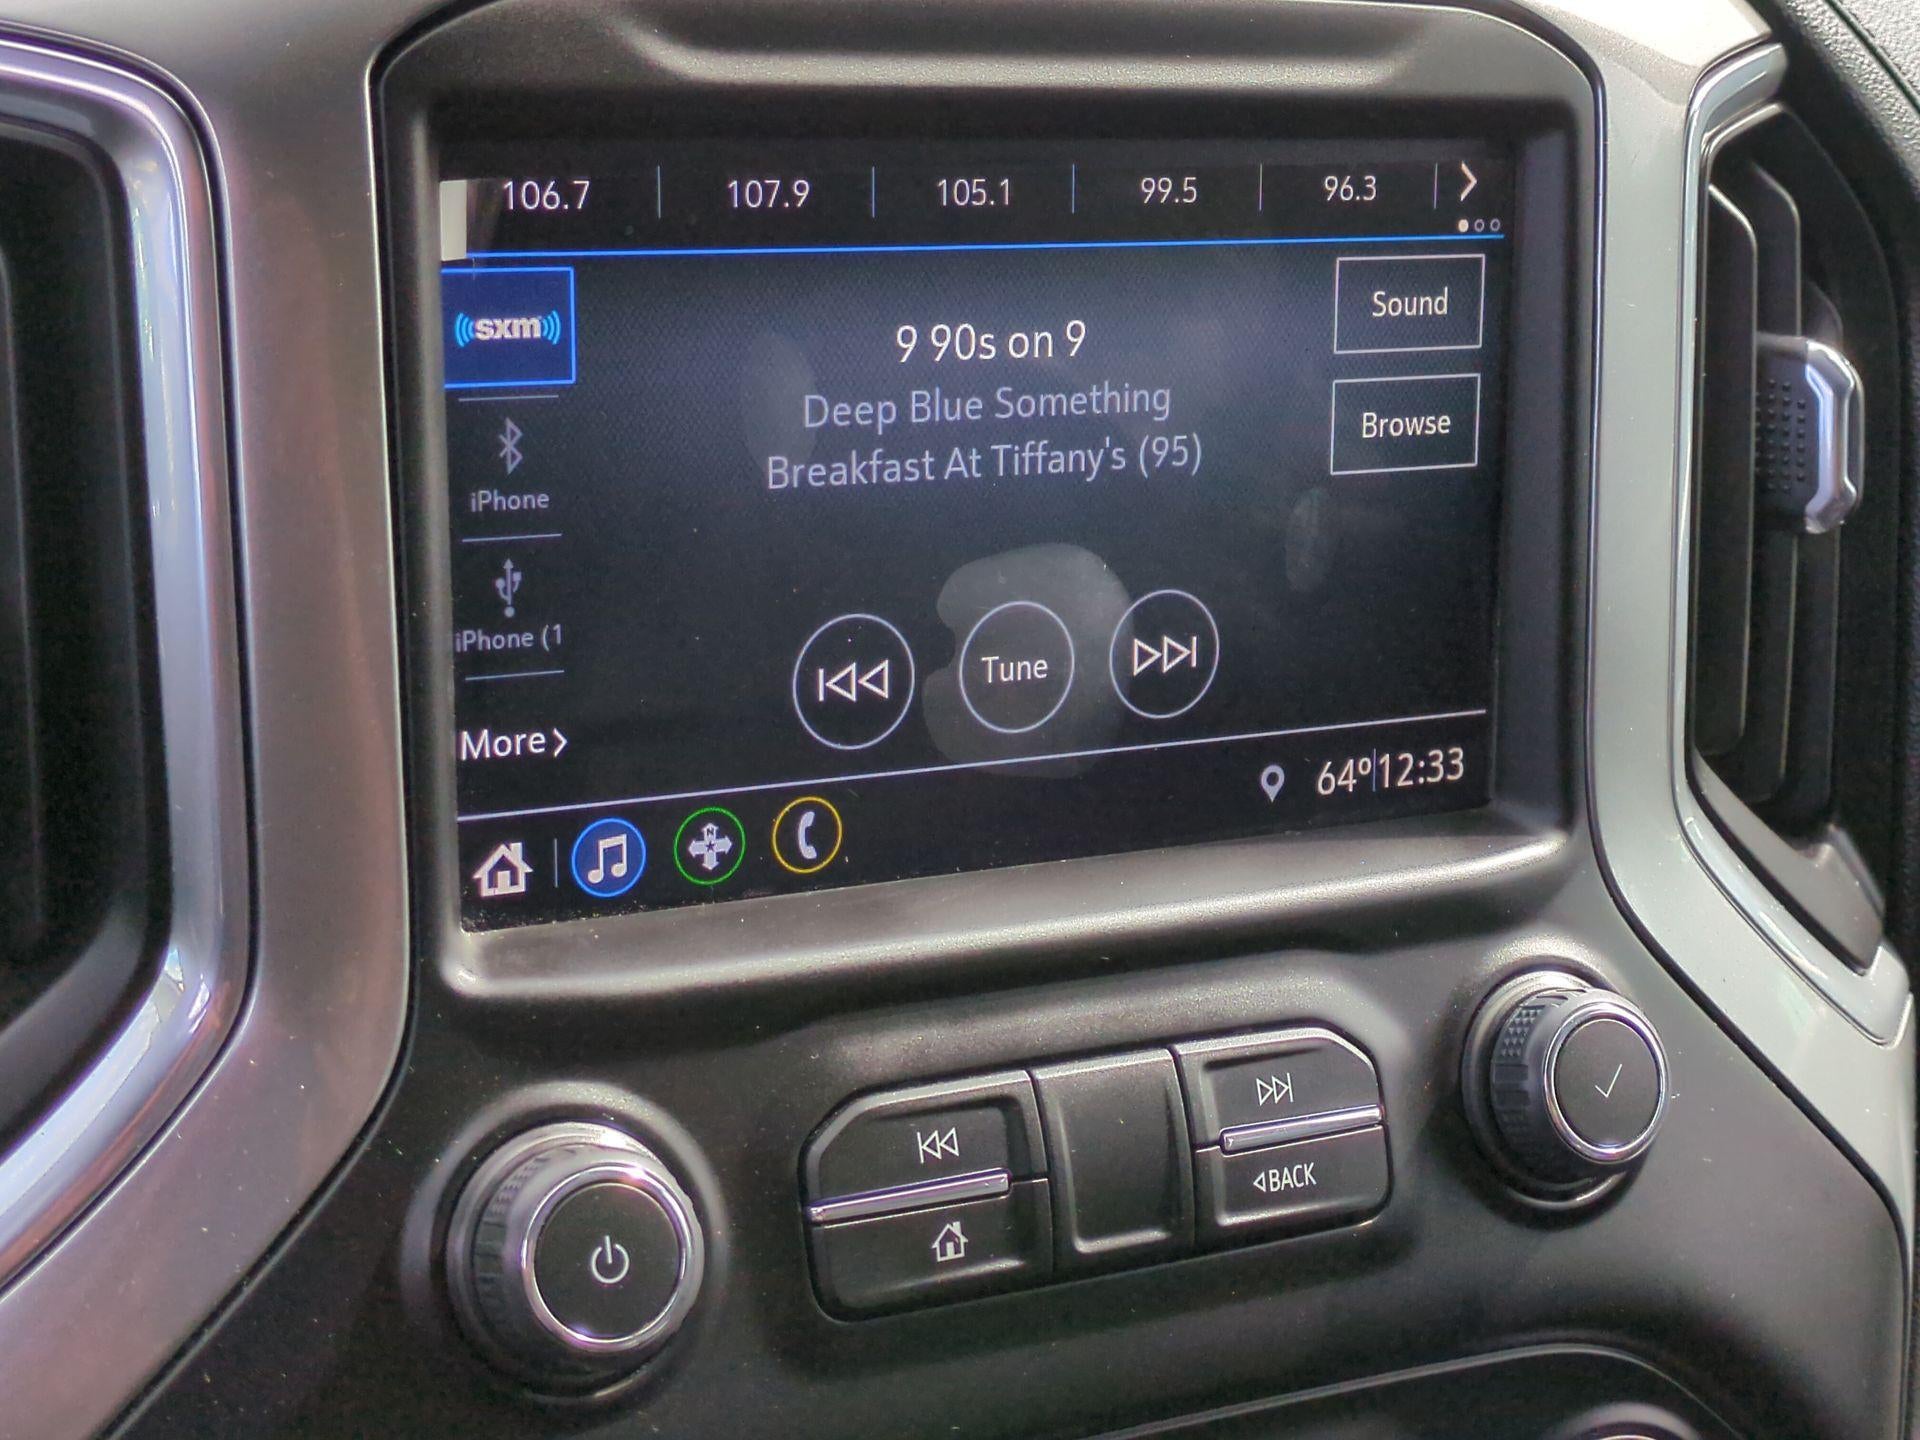 106.7 107.9 105.1 99.5 96.3
sxm
Sound
9 90s on 9
Deep Blue Something
Breakfast At Tiffany's (95)
Browse
iPhone
iPhone (1
Tune
More
64° 12:33
N
BACK